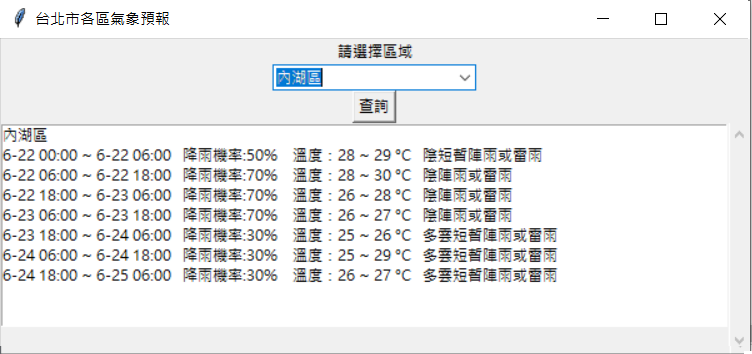 台北市各區氣象預報
請選擇區域
內湖區
查詢
內湖區
6-22 00:00 ~ 6-22 06:00 降雨機率:50% 溫度：28 ~ 29 °C 陰短暫陣雨或雷雨
6-22 06:00 ~ 6-22 18:00 降雨機率:70% 溫度：28 ~ 30 °C 陰陣雨或雷雨
6-22 18:00 ~ 6-23 06:00 降雨機率:70% 溫度：26 ~ 28 °C 陰陣雨或雷雨
6-23 06:00 ~ 6-23 18:00 降雨機率:70% 溫度：26 ~ 27 °C 陰陣雨或雷雨
6-23 18:00 ~ 6-24 06:00 降雨機率:30% 溫度：25 ~ 26 °C 多雲短暫陣雨或雷雨
6-24 06:00 ~ 6-24 18:00 降雨機率:30% 溫度：25 ~ 29 °C 多雲短暫陣雨或雷雨
6-24 18:00 ~ 6-25 06:00 降雨機率:30% 溫度：26 ~ 27 °C 多雲短暫陣雨或雷雨